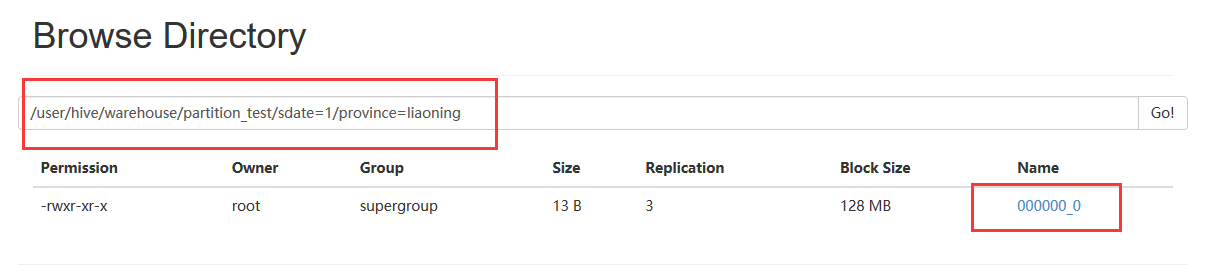 Browse Directory
/user/hive/warehouse/partition_test/sdate=1/province=liaoning Go!
Permission Owner Group Size Replication Block Size Name
-rwxr-xr-x root supergroup 13 B 3 128 MB 000000_0